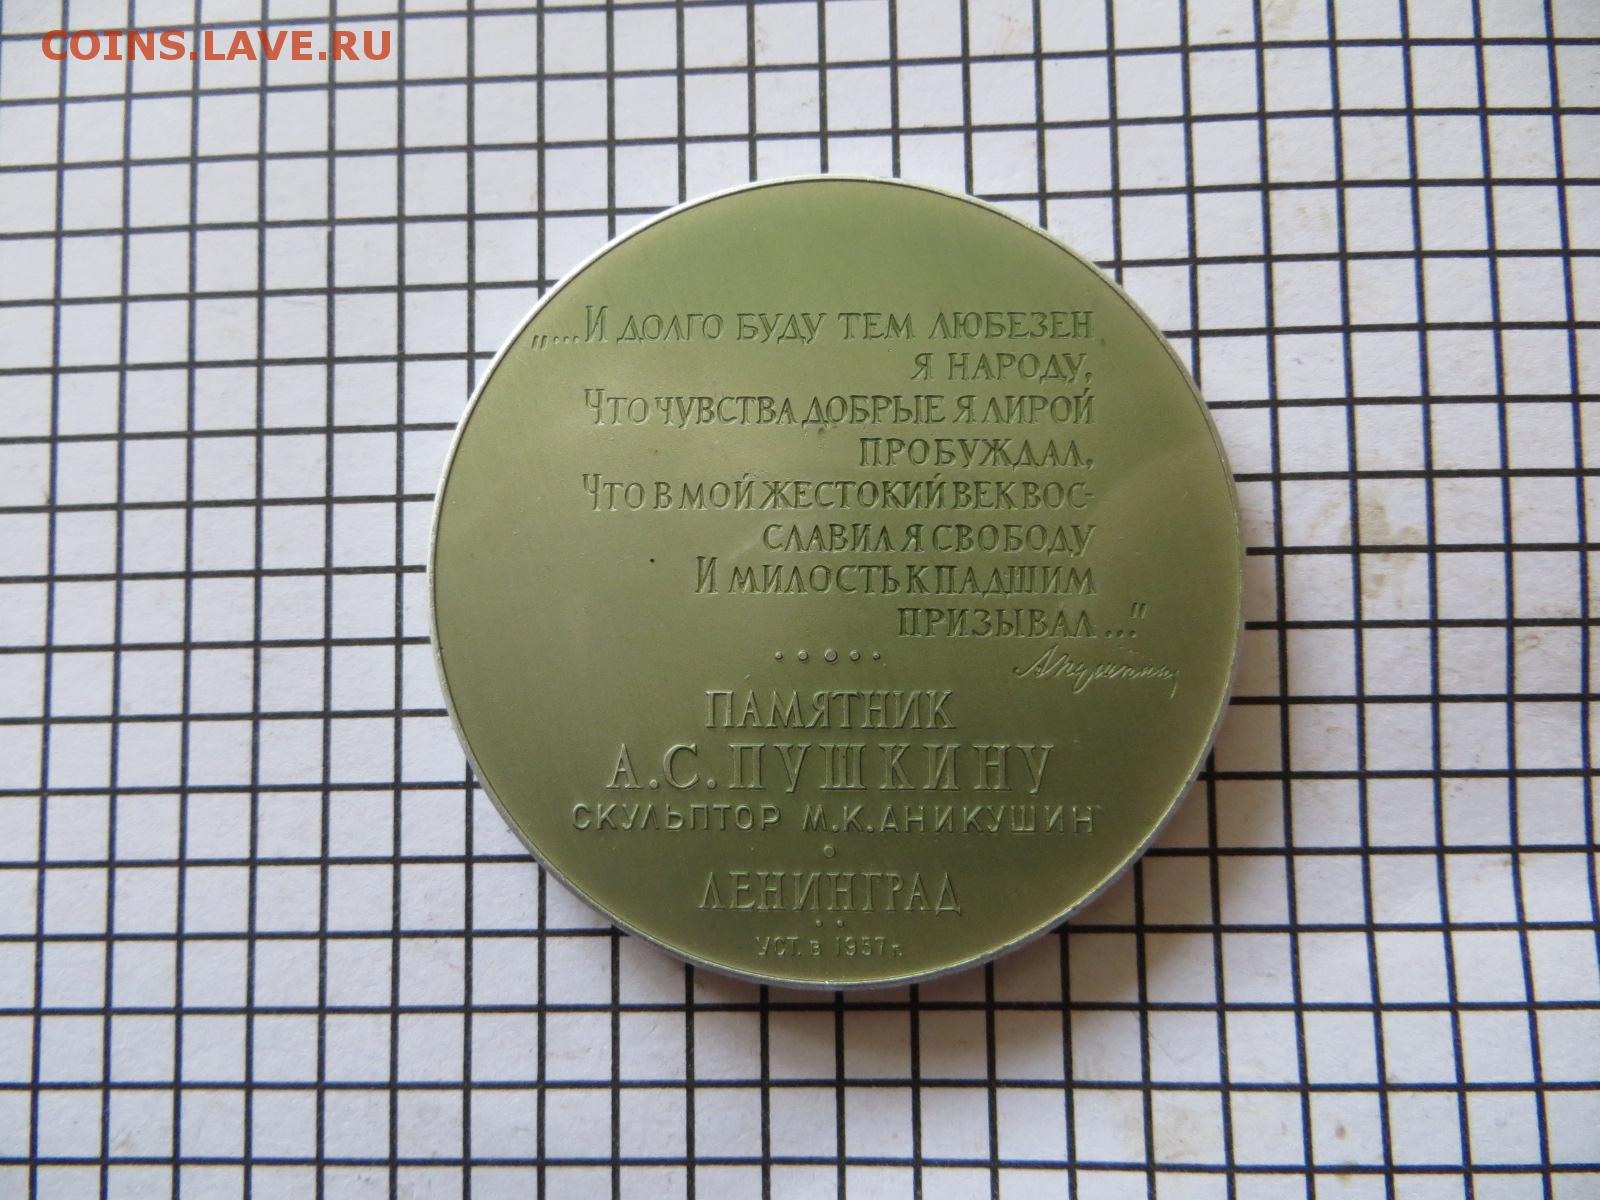 COINS.LAVE.RU
„...И ДОЛГО БУДУ ТЕМ ЛЮБЕЗЕН
Я НАРОДУ,
ЧТО ЧУВСТВА ДОБРЫЕ Я ЛИРОЙ
ПРОБУЖДАЛ,
ЧТО В МОЙ ЖЕСТОКИЙ ВЕК ВОС-
СЛАВИЛ Я СВОБОДУ
И МИЛОСТЬ К ПАДШИМ
ПРИЗЫВАЛ..."
А Пушкин
ПАМЯТНИК
А.С.ПУШКИНУ
СКУЛЬПТОР М.К.АНИКУШИН
ЛЕНИНГРАД
УСТ. в 1957 г.